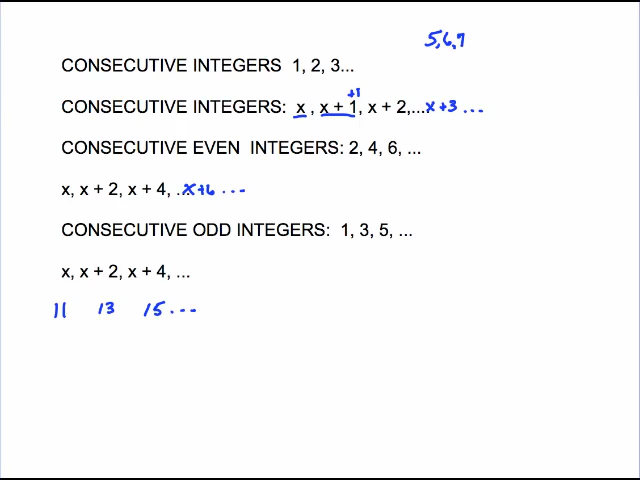 5,6,7
CONSECUTIVE INTEGERS 1, 2, 3...
+1
CONSECUTIVE INTEGERS: x , x + 1, x + 2,...x+3 ...
CONSECUTIVE EVEN INTEGERS: 2, 4, 6, ...
x, x + 2, x + 4, ...x+6 ...
CONSECUTIVE ODD INTEGERS: 1, 3, 5, ...
x, x + 2, x + 4, ...
11 13 15 ...